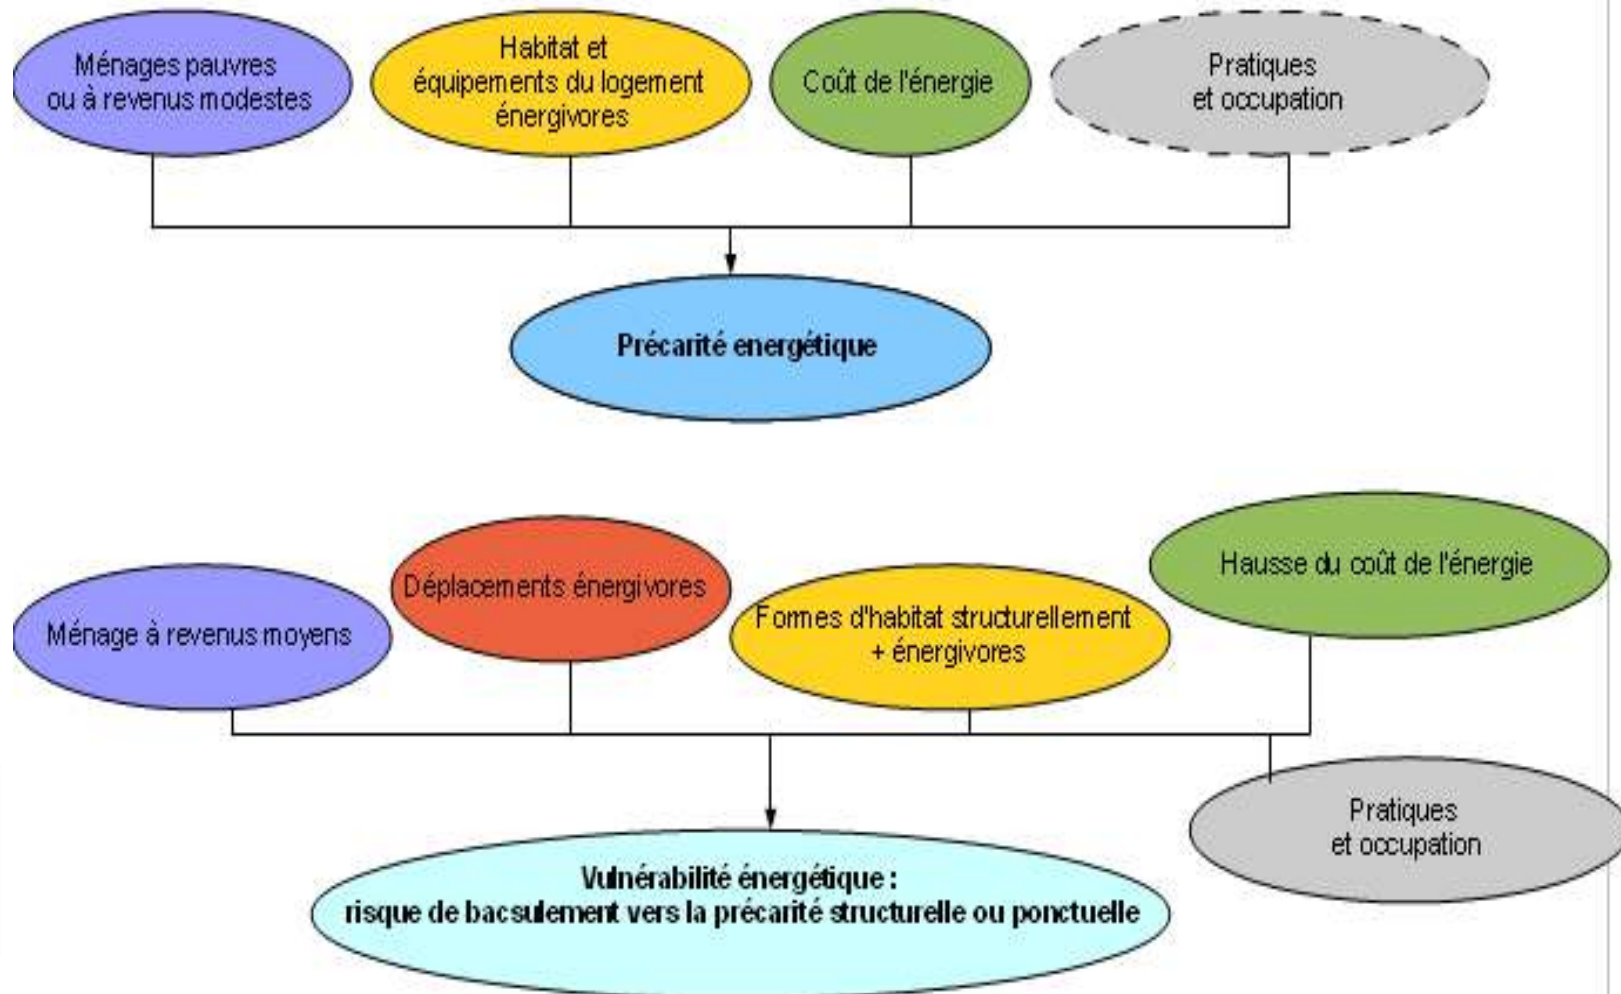 Ménages pauvres
ou à revenus modestes
Habitat et
équipements du logement
énergivores
Coût de l'énergie
Pratiques
et occupation
Précarité energétique
Ménage à revenus moyens
Déplacements énergivores
Formes d'habitat structurellement
+ énergivores
Hausse du coût de l'énergie
Pratiques
et occupation
Vulnérabilité énergétique :
risque de bacsulement vers la précarité structurelle ou ponctuelle